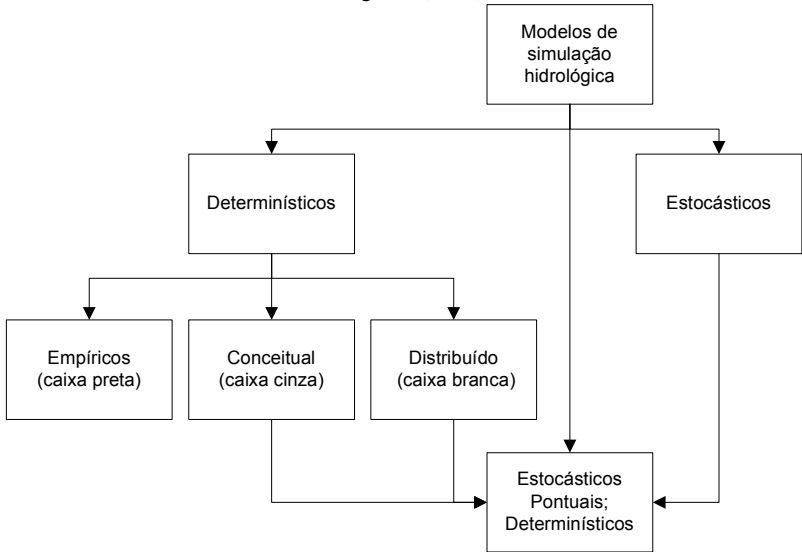 Modelos de
simulação
hidrológica
Determinísticos
Estocásticos
Empíricos
(caixa preta)
Conceitual
(caixa cinza)
Distribuído
(caixa branca)
Estocásticos
Pontuais;
Determinísticos